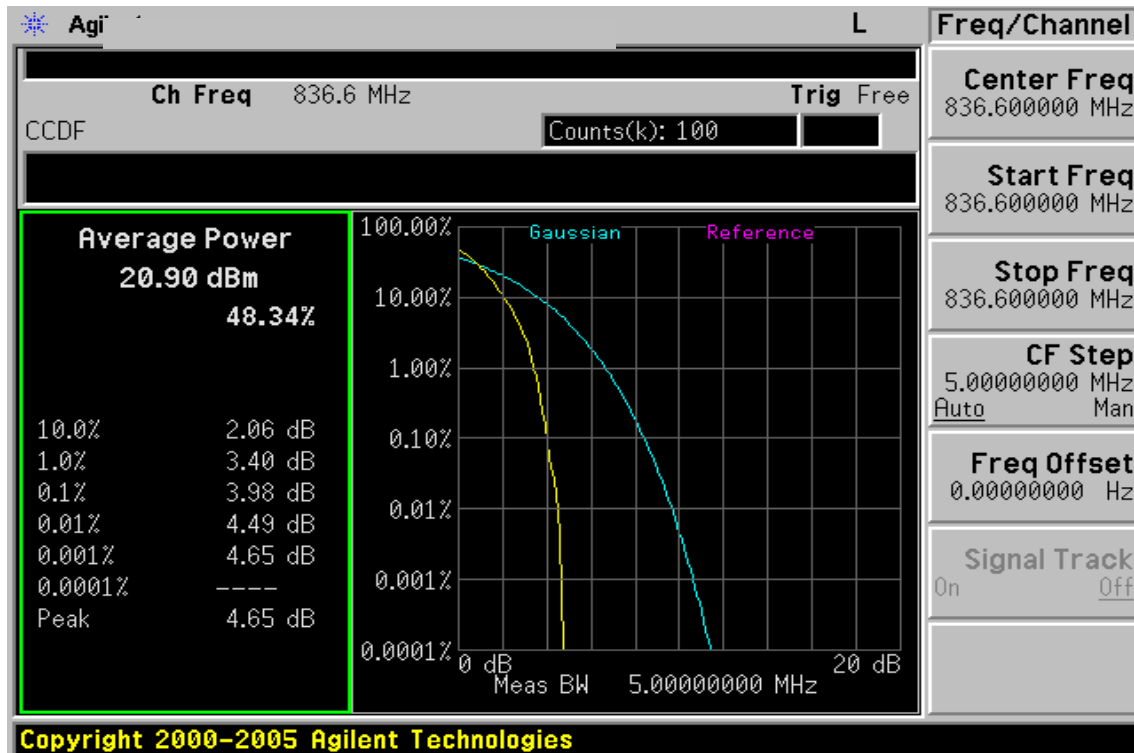 Agi L
Freq/Channel
Ch Freq 836.6 MHz Trig Free
CCDF Counts(k): 100
Average Power
20.90 dBm
48.34%
10.0% 2.06 dB
1.0% 3.40 dB
0.1% 3.98 dB
0.01% 4.49 dB
0.001% 4.65 dB
0.0001% ----
Peak 4.65 dB
Gaussian Reference
100.00%
10.00%
1.00%
0.10%
0.01%
0.001%
0.0001%
0 dB 20 dB
Meas BW 5.00000000 MHz
Center Freq
836.600000 MHz
Start Freq
836.600000 MHz
Stop Freq
836.600000 MHz
CF Step
5.00000000 MHz
Auto Man
Freq Offset
0.00000000 Hz
Signal Track
On Off
Copyright 2000-2005 Agilent Technologies